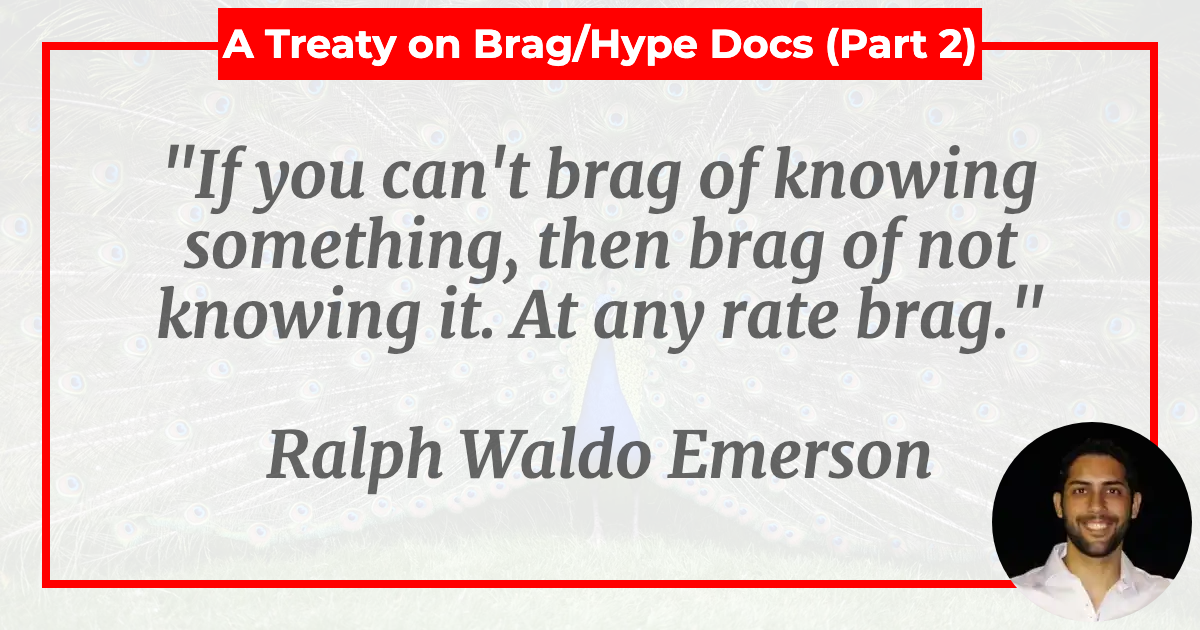 A Treaty on Brag/Hype Docs (Part 2)
"If you can't brag of knowing
something, then brag of not
knowing it. At any rate brag."
Ralph Waldo Emerson